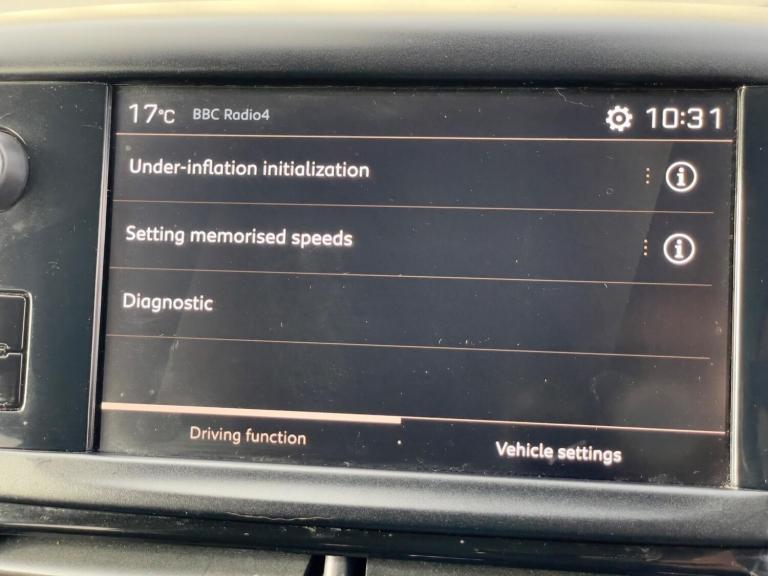 17°C BBC Radio4 10:31
Under-inflation initialization
Setting memorised speeds
Diagnostic
Driving function
Vehicle settings